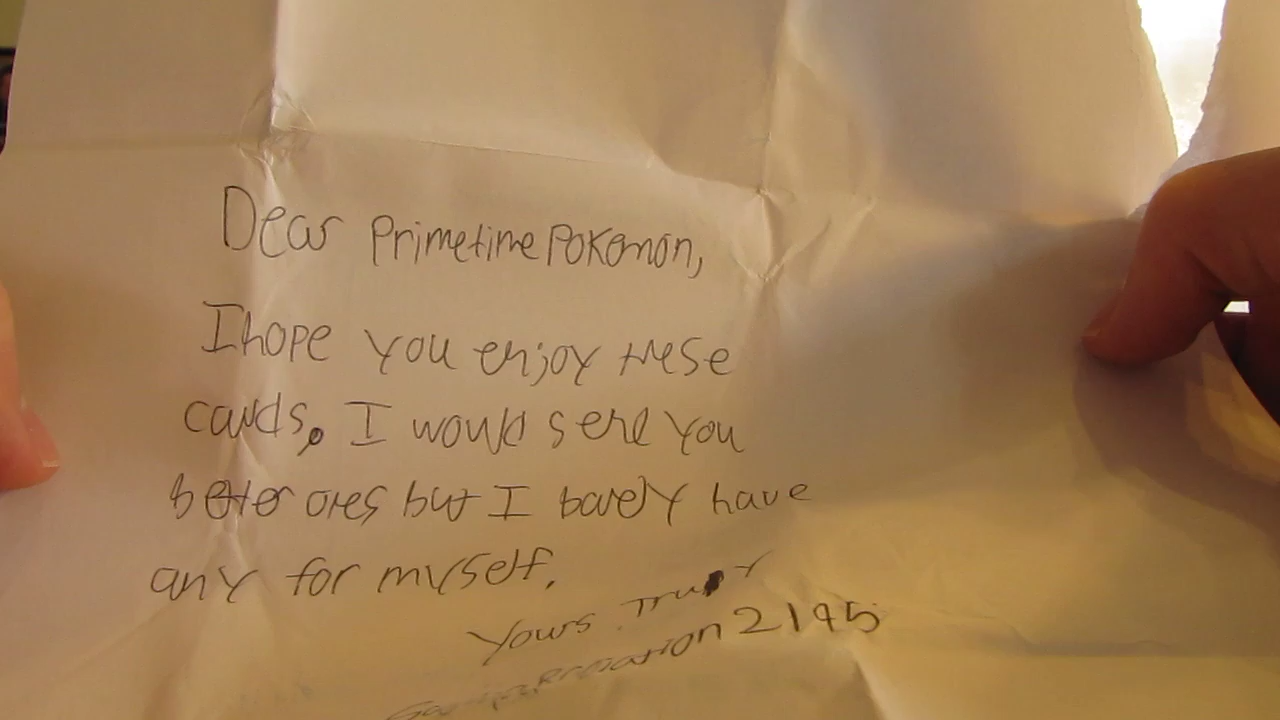 Dear PrimetimePokemon,
I hope you enjoy these
cards. I would send you
better ones but I barely have
any for myself.
Yours Truly
2195